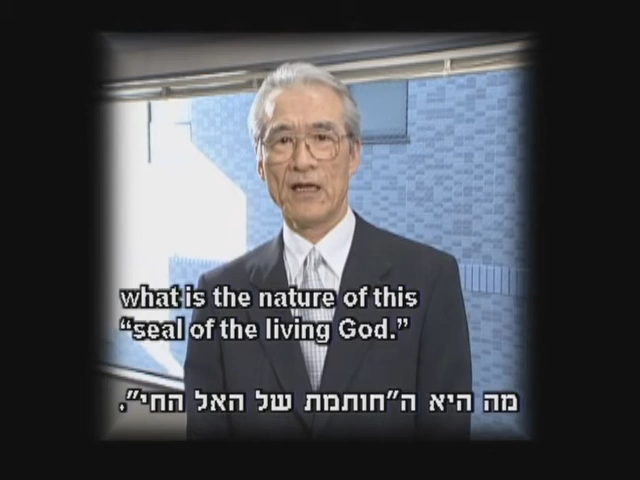 what is the nature of this
“seal of the living God.”
מה היא ה"חותמת של האל החי".